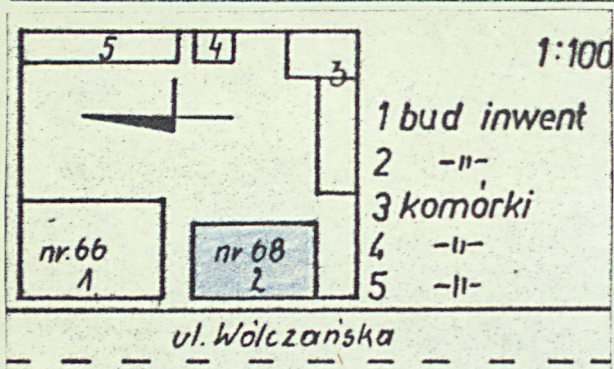 5 4 1:100
3
1 bud inwent
2 -"-
3 komórki
nr. 66 nr 68 4 -"-
1 2 5 -"-
ul. Wólczańska